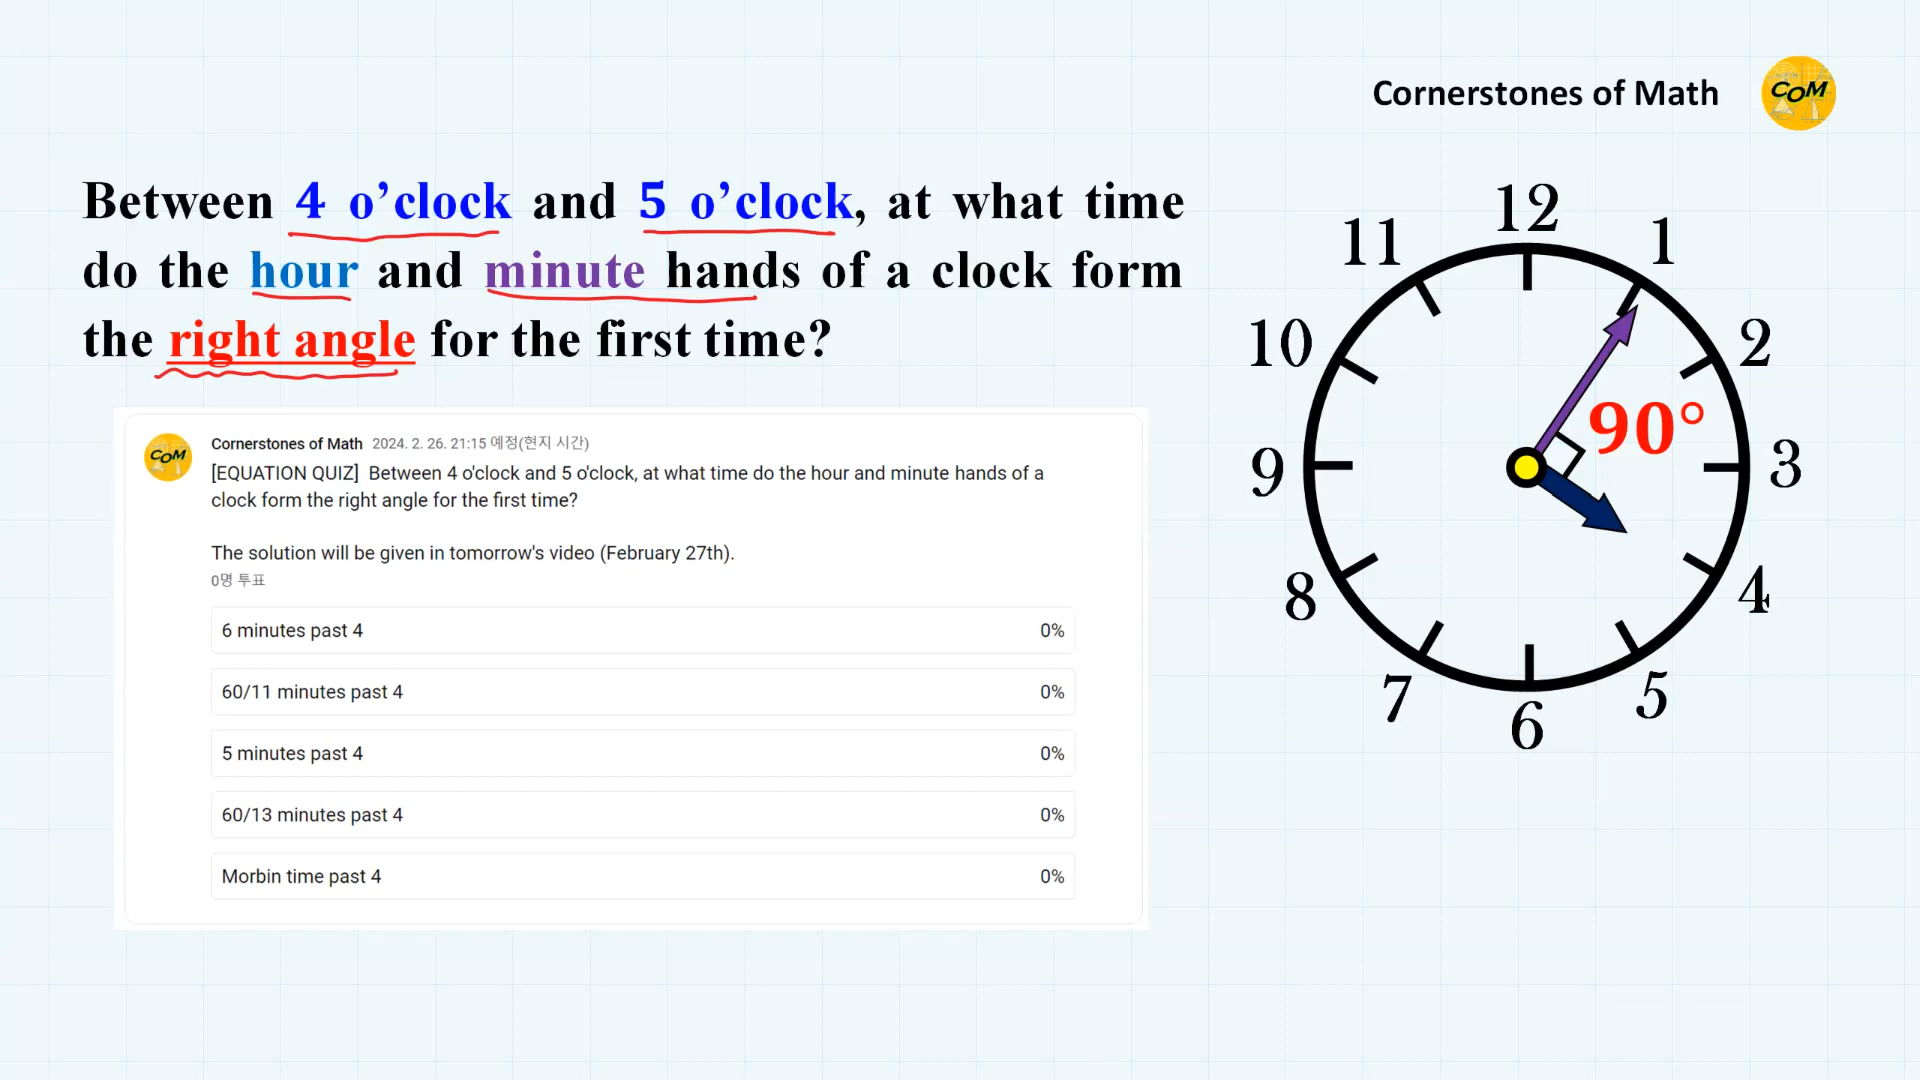 Cornerstones of Math
COM
Between 4 o’clock and 5 o’clock, at what time
do the hour and minute hands of a clock form
the right angle for the first time?
COM
Cornerstones of Math 2024. 2. 26. 21:15 예정(현지 시간)
[EQUATION QUIZ] Between 4 o'clock and 5 o'clock, at what time do the hour and minute hands of a
clock form the right angle for the first time?
The solution will be given in tomorrow's video (February 27th).
0명 투표
6 minutes past 4 0%
60/11 minutes past 4 0%
5 minutes past 4 0%
60/13 minutes past 4 0%
Morbin time past 4 0%
12
1
2
3
4
5
6
7
8
9
10
11
90°